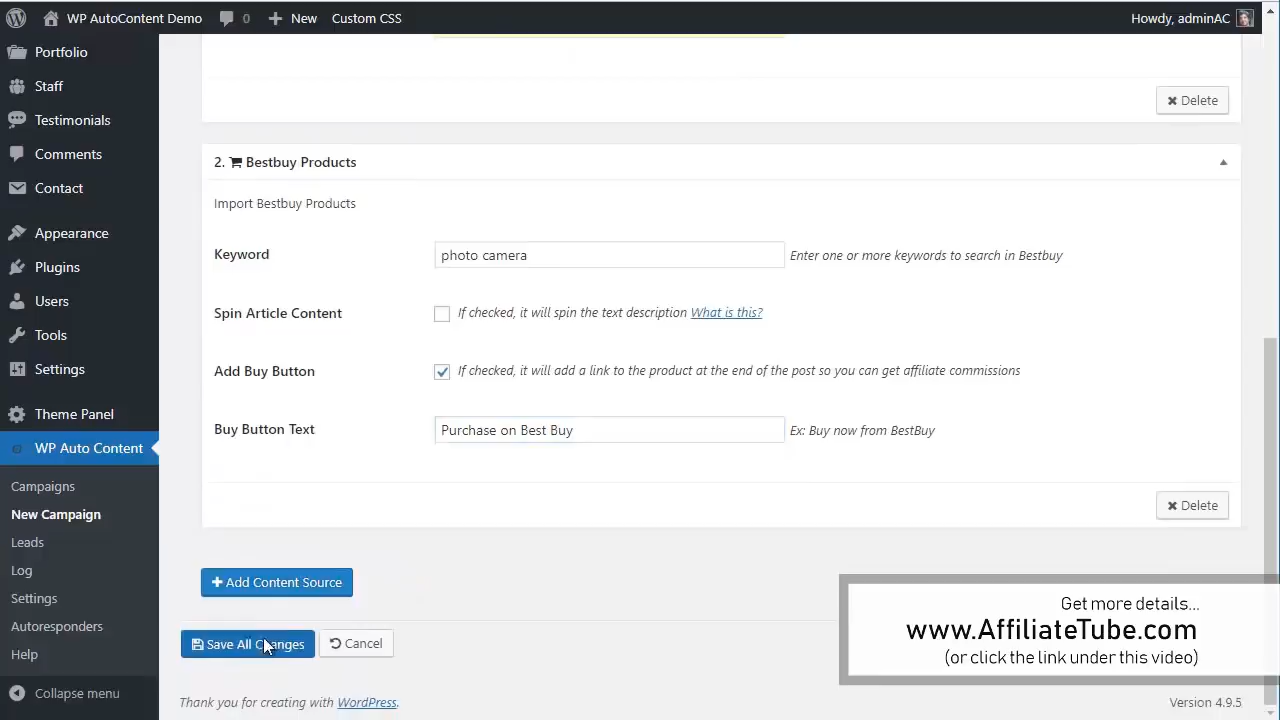 WP AutoContent Demo 0 New Custom CSS Howdy, adminAC
Portfolio
Staff
Testimonials
Comments
Contact
Appearance
Plugins
Users
Tools
Settings
Theme Panel
WP Auto Content
Campaigns
New Campaign
Leads
Log
Settings
Autoresponders
Help
Collapse menu
Delete
2. Bestbuy Products
Import Bestbuy Products
Keyword photo camera Enter one or more keywords to search in Bestbuy
Spin Article Content If checked, it will spin the text description What is this?
Add Buy Button If checked, it will add a link to the product at the end of the post so you can get affiliate commissions
Buy Button Text Purchase on Best Buy Ex: Buy now from BestBuy
Delete
Add Content Source
Save All Changes Cancel
Get more details...
www.AffiliateTube.com
(or click the link under this video)
Thank you for creating with WordPress. Version 4.9.5